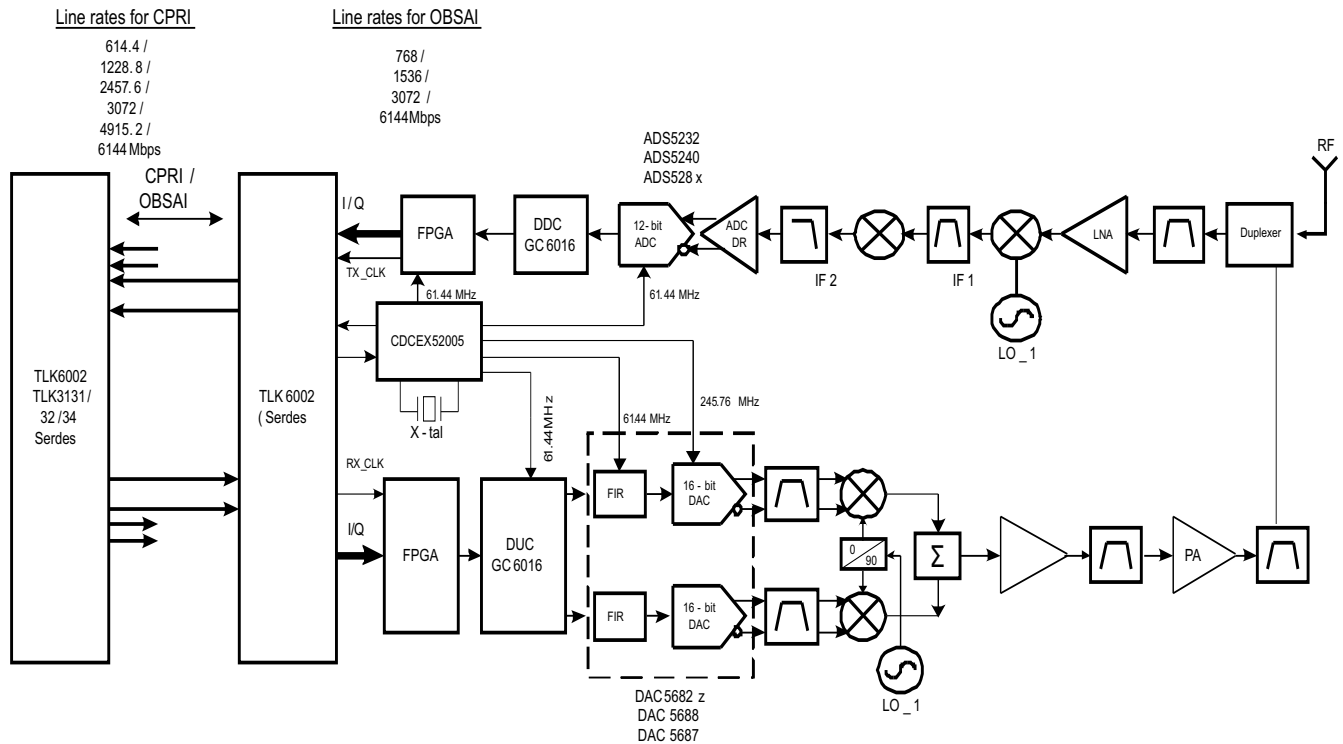 Line rates for CPRI
614.4 /
1228. 8 /
2457. 6 /
3072 /
4915. 2 /
6144 Mbps
Line rates for OBSAI
768 /
1536 /
3072 /
6144Mbps
ADS5232
ADS5240
ADS528 x
RF
CPRI /
OBSAI
I / Q
FPGA
DDC
GC 6016
12- bit
ADC
ADC
DR
IF 2
IF 1
LNA
Duplexer
TX_CLK
61. 44 MHz
61. 44 MHz
LO _ 1
CDCEX52005
X - tal
TLK6002
TLK3131 /
32 /34
Serdes
TLK 6002
( Serdes
61.44MH z
61.44 MHz
245.76 MHz
RX_CLK
I/Q
FPGA
DUC
GC 6016
FIR
16 - bit
DAC
0
90
Σ
PA
FIR
16 - bit
DAC
LO _ 1
DAC 5682 z
DAC 5688
DAC 5687